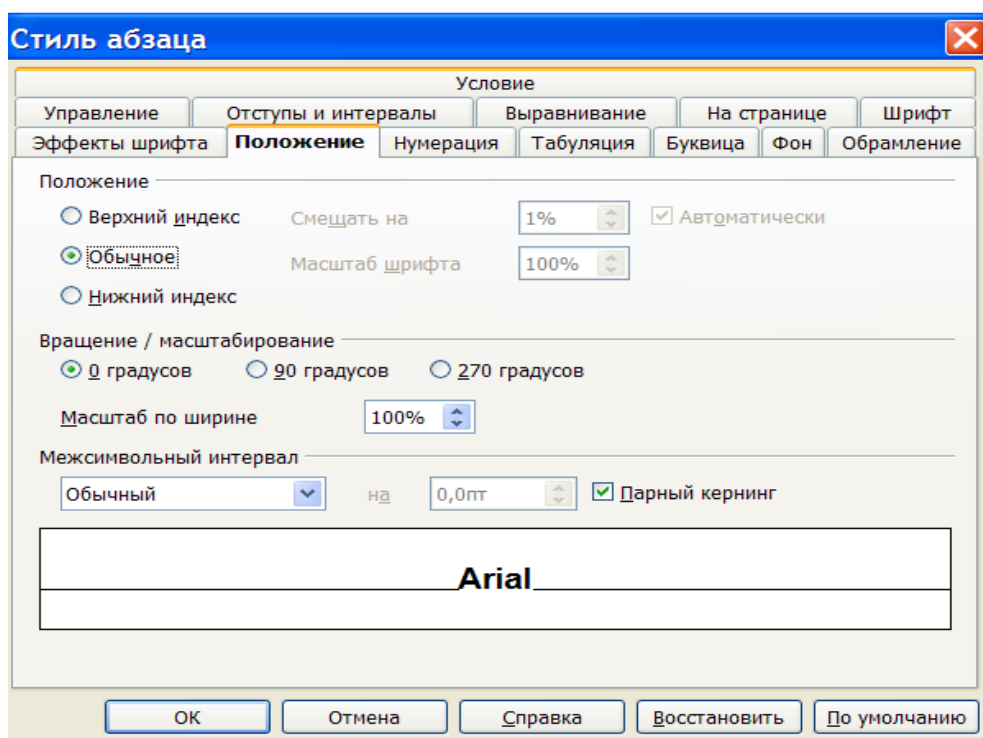 Стиль абзаца
Условие
Управление Отступы и интервалы Выравнивание На странице Шрифт
Эффекты шрифта Положение Нумерация Табуляция Буквица Фон Обрамление
Положение
Верхний индекс Смещать на 1% Автоматически
Обычное Масштаб шрифта 100%
Нижний индекс
Вращение / масштабирование
0 градусов 90 градусов 270 градусов
Масштаб по ширине 100%
Межсимвольный интервал
Обычный на 0,0пт Парный кернинг
Arial
ОК Отмена Справка Восстановить По умолчанию